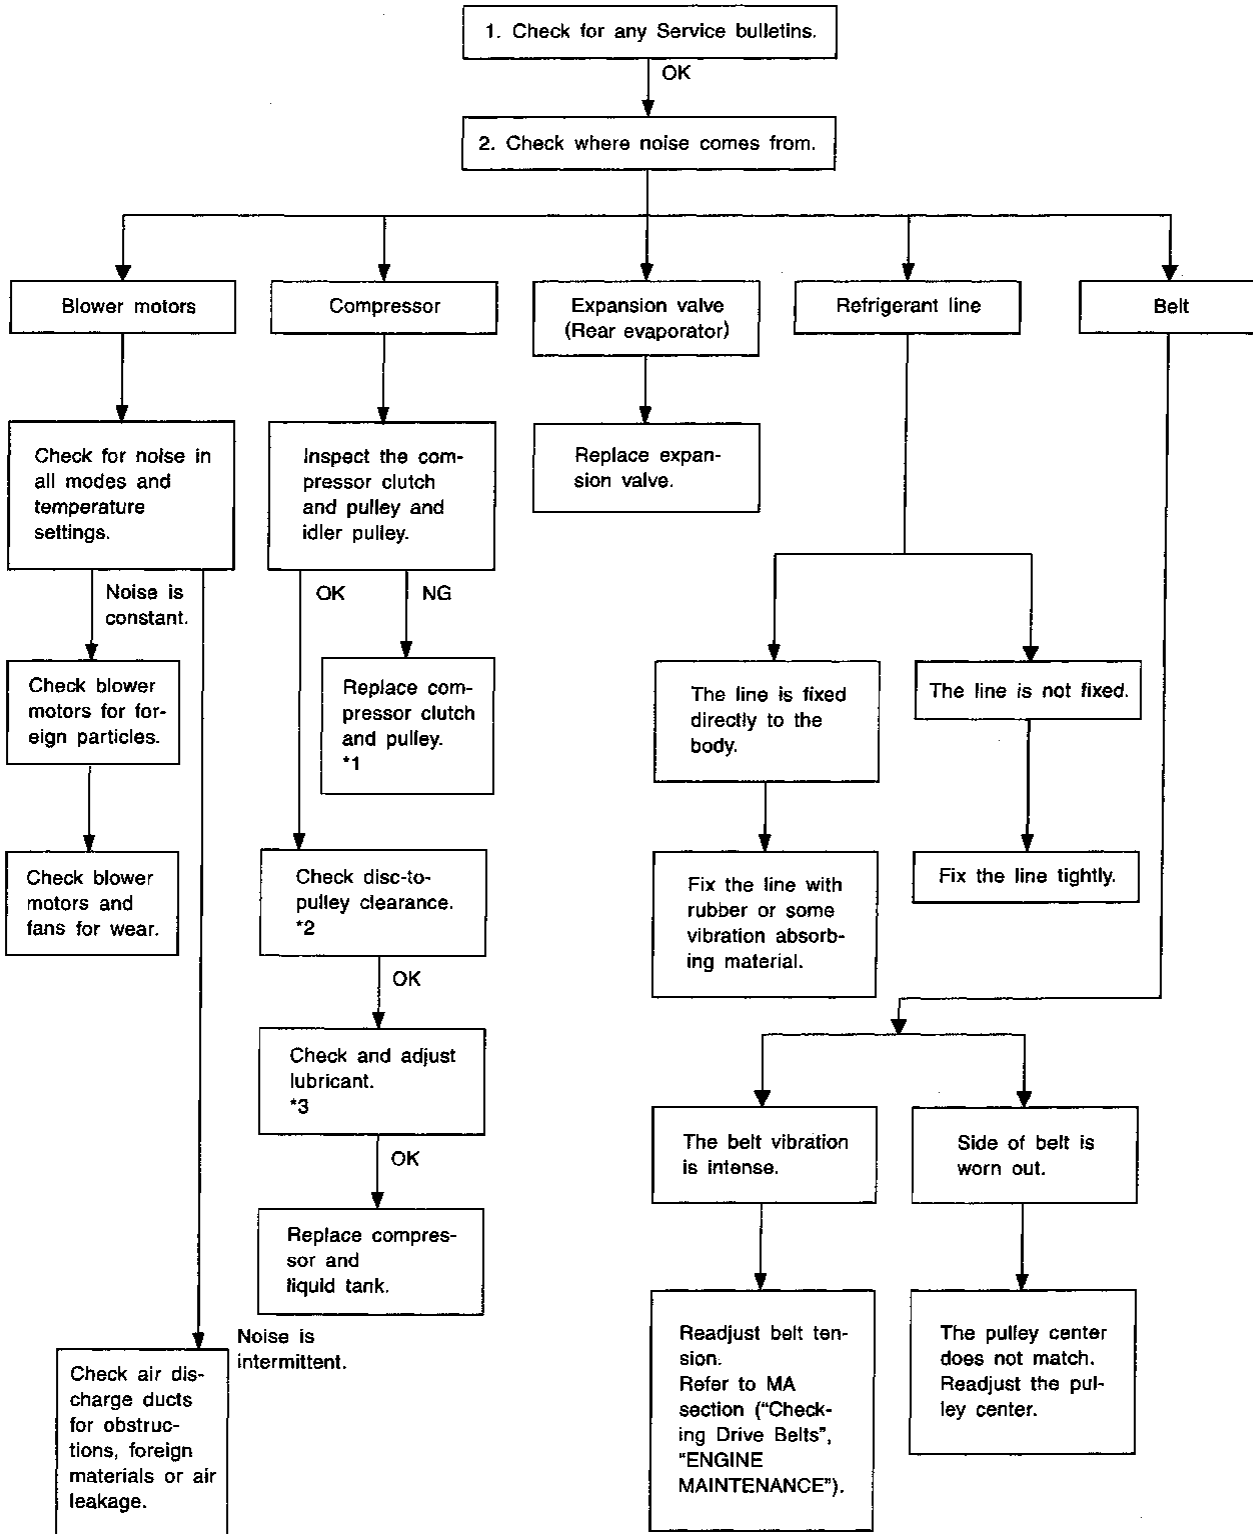 1. Check for any Service bulletins.
OK
2. Check where noise comes from.
Blower motors
Compressor
Expansion valve
(Rear evaporator)
Refrigerant line
Belt
Check for noise in
all modes and
temperature
settings.
Inspect the com-
pressor clutch
and pulley and
idler pulley.
Replace expan-
sion valve.
Noise is
constant.
OK
NG
Check blower
motors for for-
eign particles.
Replace com-
pressor clutch
and pulley.
*1
The line is fixed
directly to the
body.
The line is not fixed.
Check blower
motors and
fans for wear.
Check disc-to-
pulley clearance.
*2
Fix the line with
rubber or some
vibration absorb-
ing material.
Fix the line tightly.
OK
Check and adjust
lubricant.
*3
OK
The belt vibration
is intense.
Side of belt is
worn out.
Replace compres-
sor and
liquid tank.
Noise is
intermittent.
Check air dis-
charge ducts
for obstruc-
tions, foreign
materials or air
leakage.
Readjust belt ten-
sion.
Refer to MA
section (“Check-
ing Drive Belts”,
“ENGINE
MAINTENANCE”).
The pulley center
does not match.
Readjust the pul-
ley center.